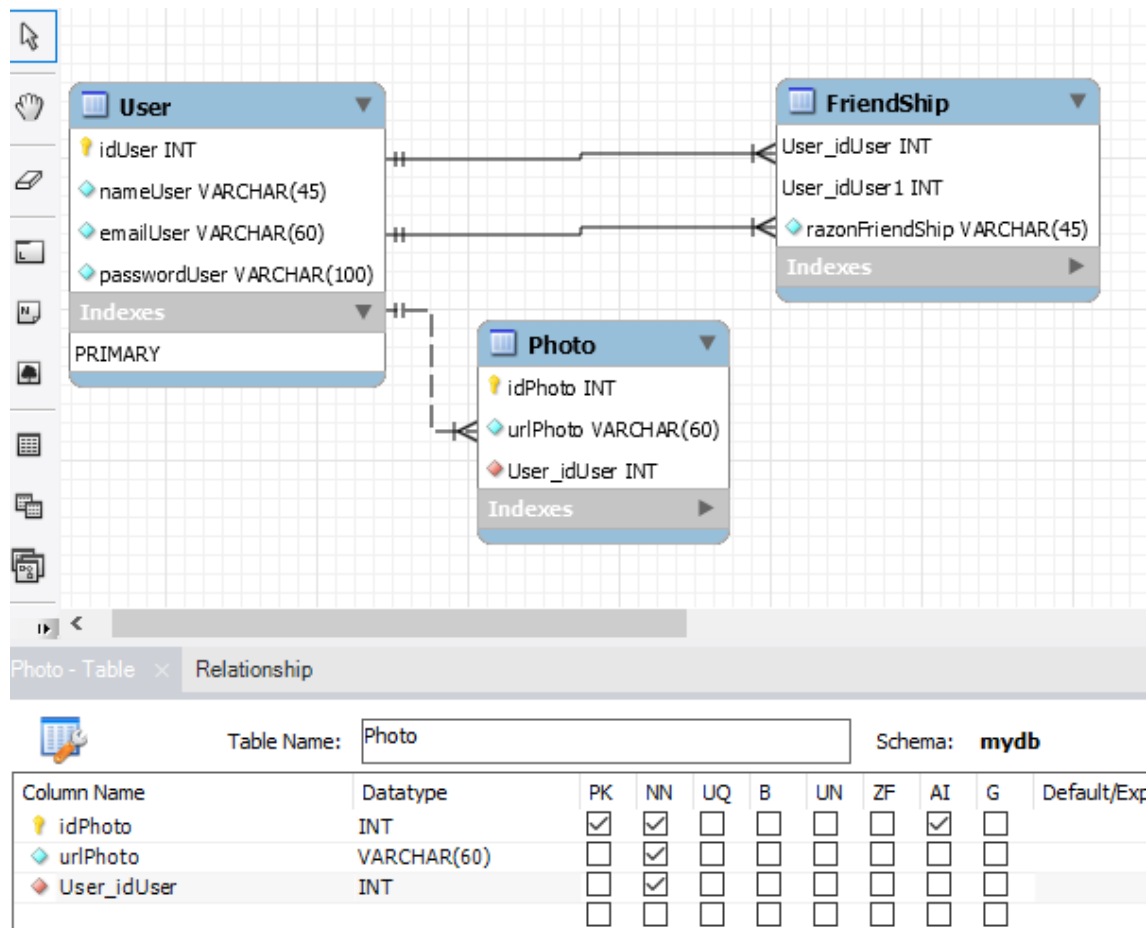 User
idUser INT
nameUser VARCHAR(45)
emailUser VARCHAR(60)
passwordUser VARCHAR(100)
Indexes
PRIMARY
FriendShip
User_idUser INT
User_idUser1 INT
razonFriendShip VARCHAR(45)
Indexes
Photo
idPhoto INT
urlPhoto VARCHAR(60)
User_idUser INT
Indexes
Photo - Table Relationship
Table Name: Photo Schema: mydb
Column Name Datatype PK NN UQ B UN ZF AI G Default/Exp
idPhoto INT
urlPhoto VARCHAR(60)
User_idUser INT